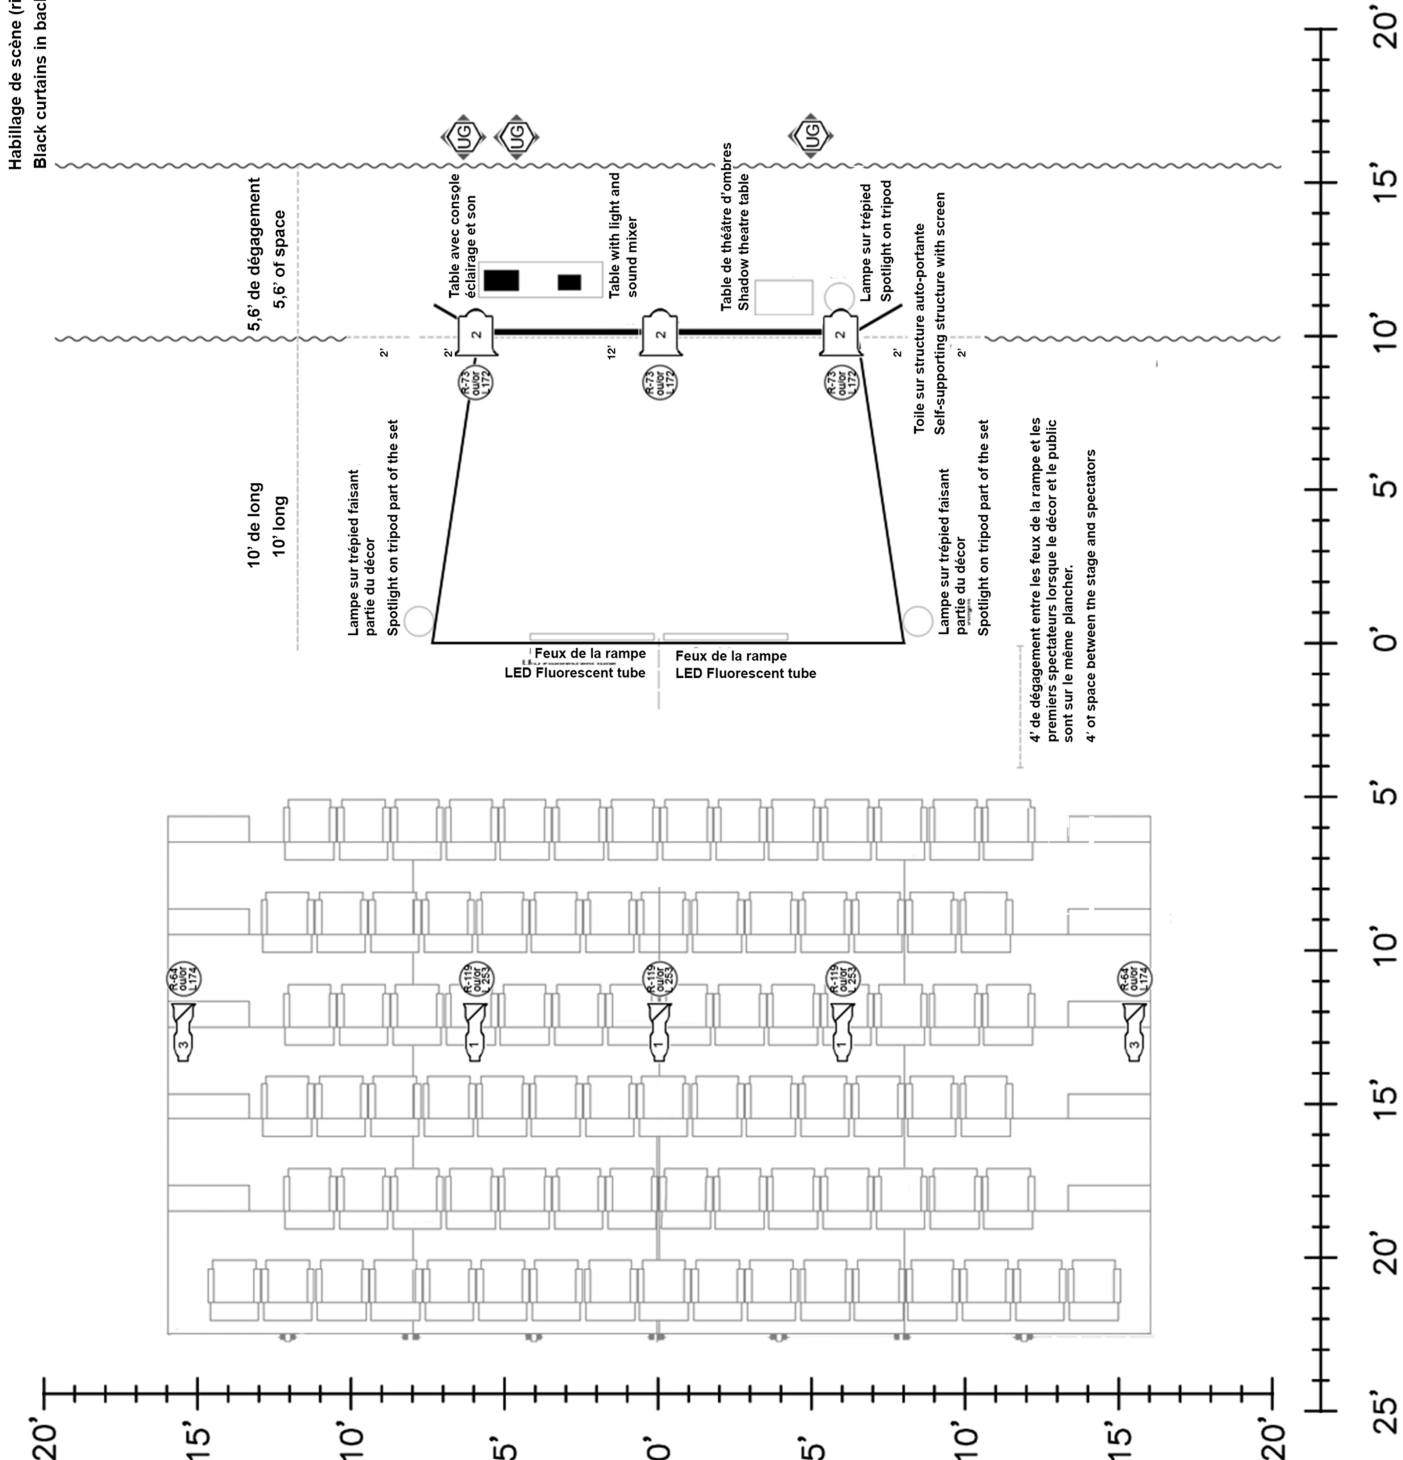 Habillage de scène (ri
Black curtains in bac
20'
UG
UG
UG
15'
5,6' de dégagement
5,6' of space
Table avec console
éclairage et son
Table with light and
sound mixer
Table de théâtre d'ombres
Shadow theatre table
Lampe sur trépied
Spotlight on tripod
Toile sur structure auto-portante
Self-supporting structure with screen
10'
2'
2'
12'
2'
2'
2
2
2
R-73
ou/or
L172
R-73
ou/or
L172
R-73
ou/or
L172
10' de long
10' long
Lampe sur trépied faisant
partie du décor
Spotlight on tripod part of the set
Lampe sur trépied faisant
partie du décor
Spotlight on tripod part of the set
5'
4' de dégagement entre les feux de la rampe et les
premiers spectateurs lorsque le décor et le public
sont sur le même plancher.
4' of space between the stage and spectators
0'
Feux de la rampe
LED Fluorescent tube
Feux de la rampe
LED Fluorescent tube
5'
10'
R-64
ou/or
L174
R-119
ou/or
L253
R-119
ou/or
L253
R-119
ou/or
L253
R-64
ou/or
L174
3
1
1
1
3
15'
20'
25'
20'
15'
10'
5'
0'
5'
10'
15'
20'